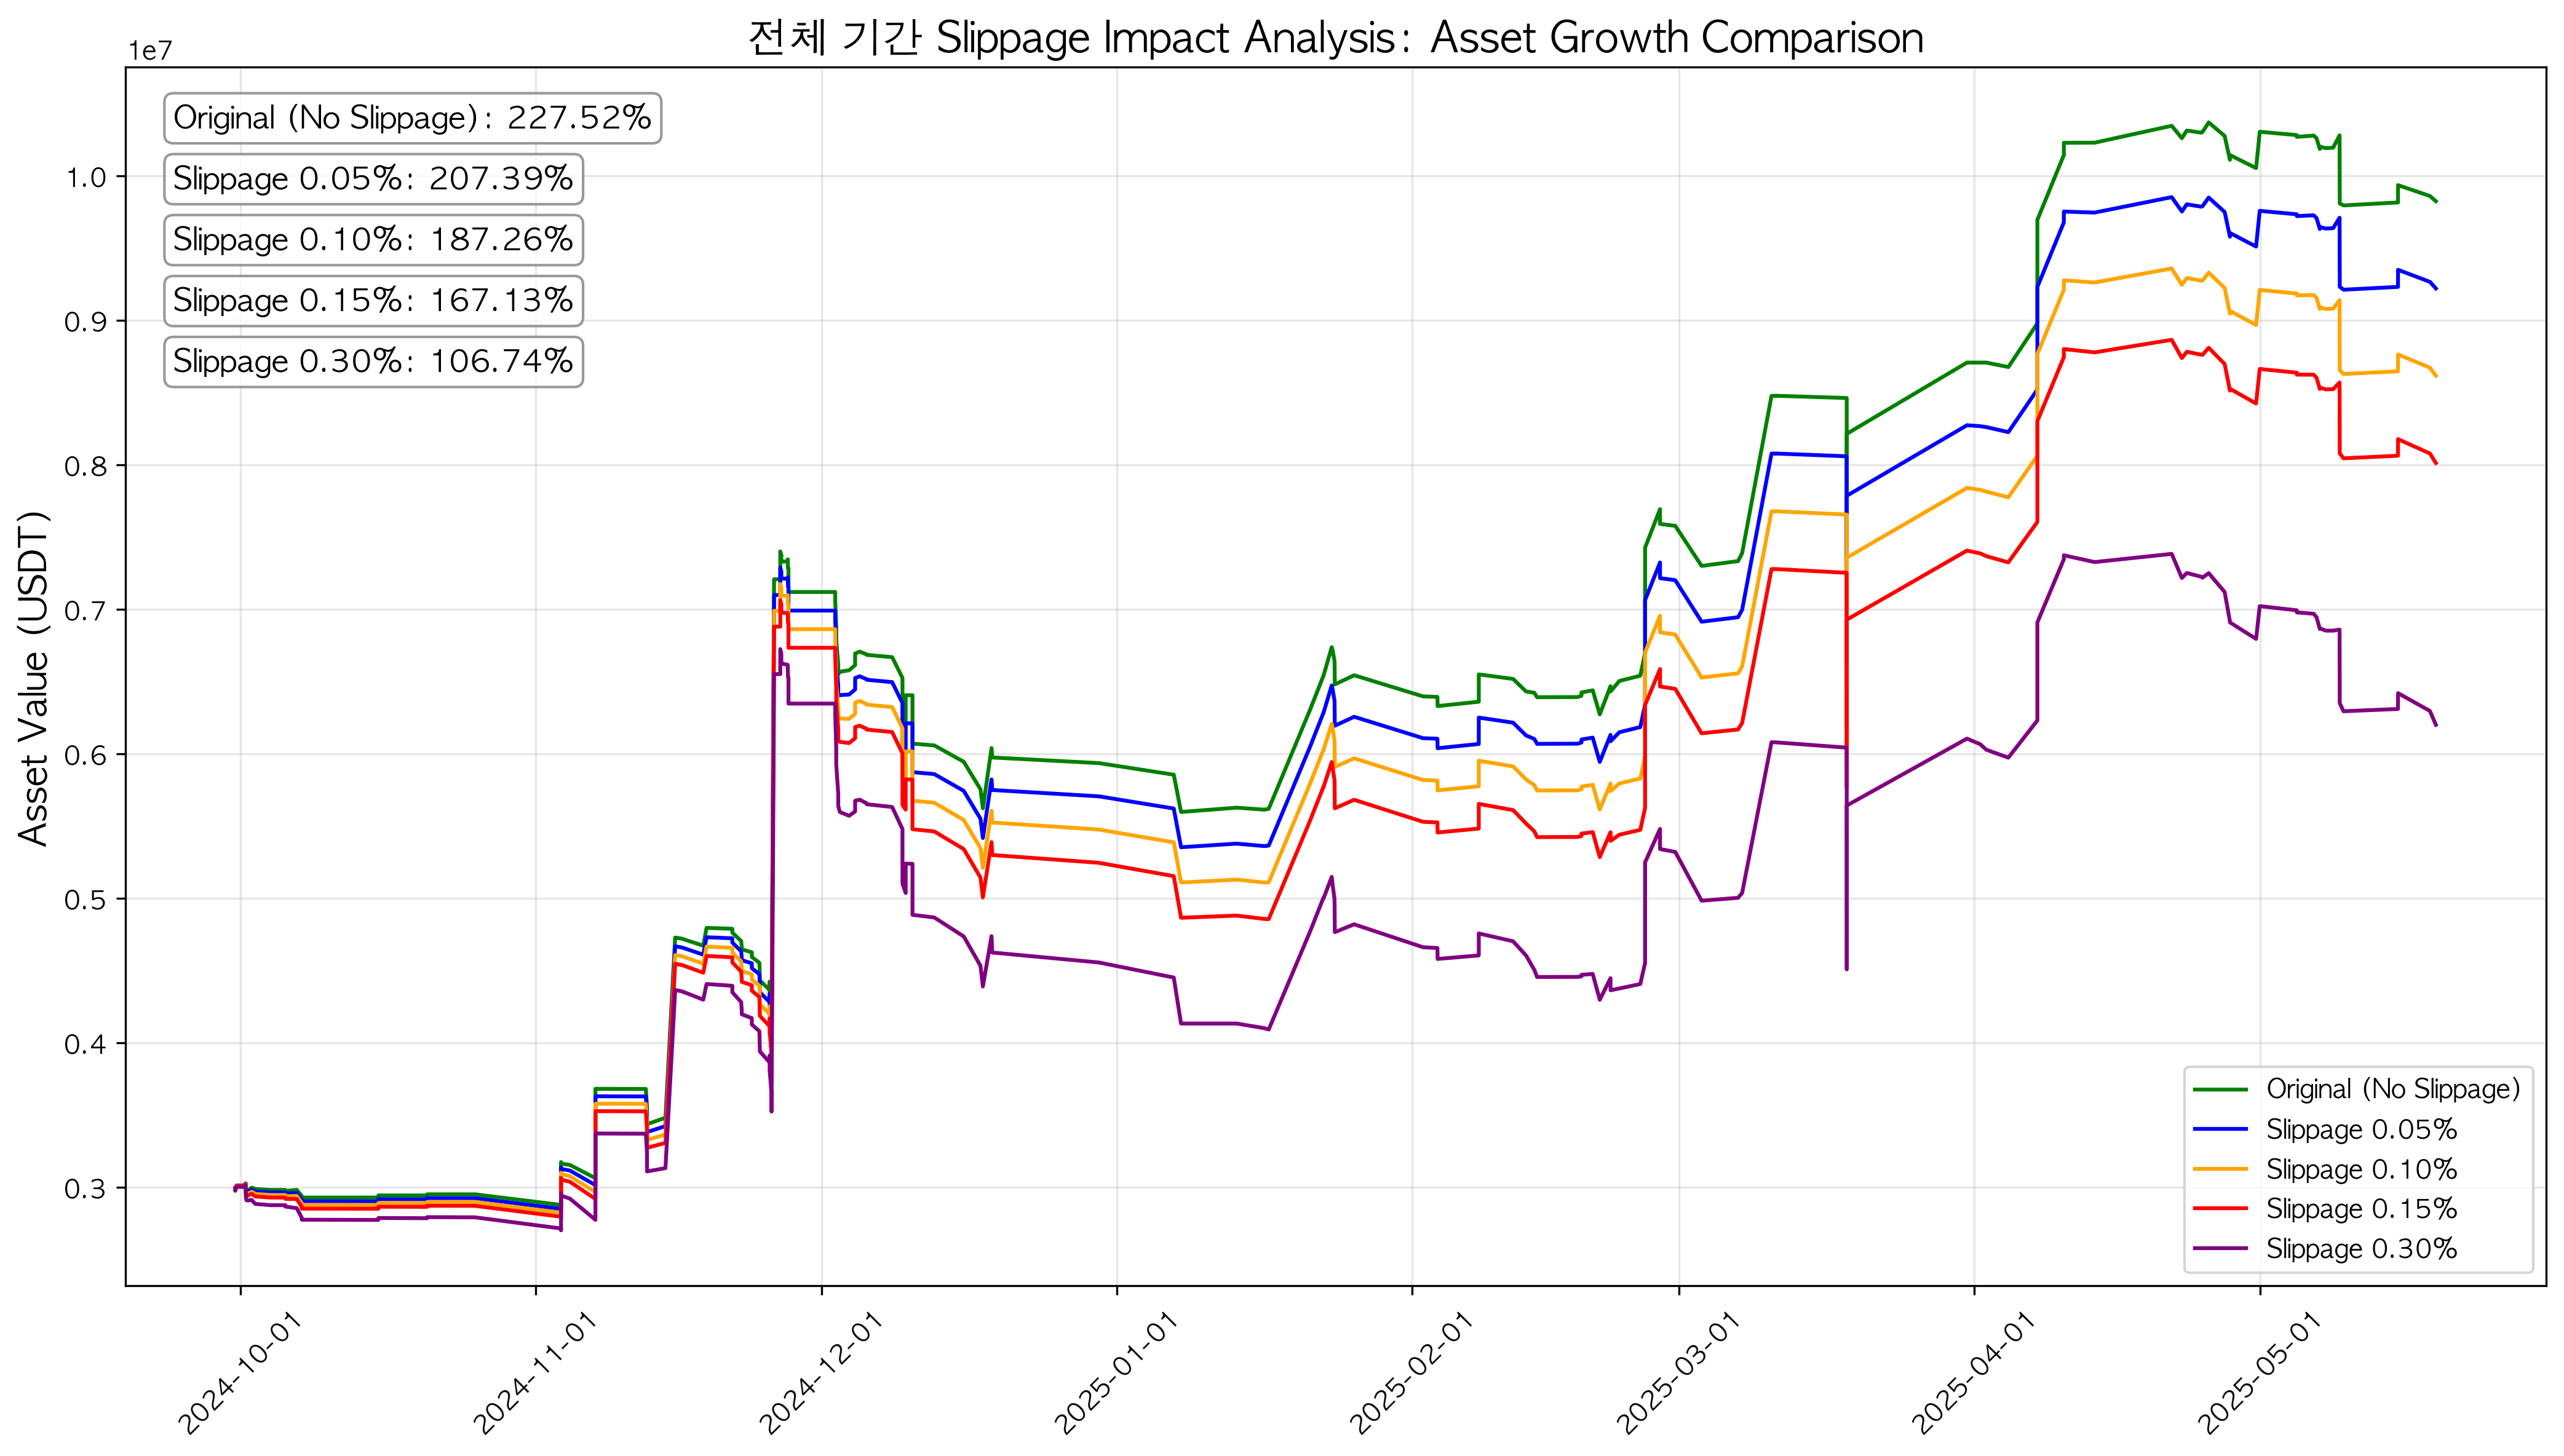 전체 기간 Slippage Impact Analysis: Asset Growth Comparison
1e7
Original (No Slippage): 227.52%
Slippage 0.05%: 207.39%
Slippage 0.10%: 187.26%
Slippage 0.15%: 167.13%
Slippage 0.30%: 106.74%
Asset Value (USDT)
1.0
0.9
0.8
0.7
0.6
0.5
0.4
0.3
Original (No Slippage)
Slippage 0.05%
Slippage 0.10%
Slippage 0.15%
Slippage 0.30%
2024-10-01
2024-11-01
2024-12-01
2025-01-01
2025-02-01
2025-03-01
2025-04-01
2025-05-01